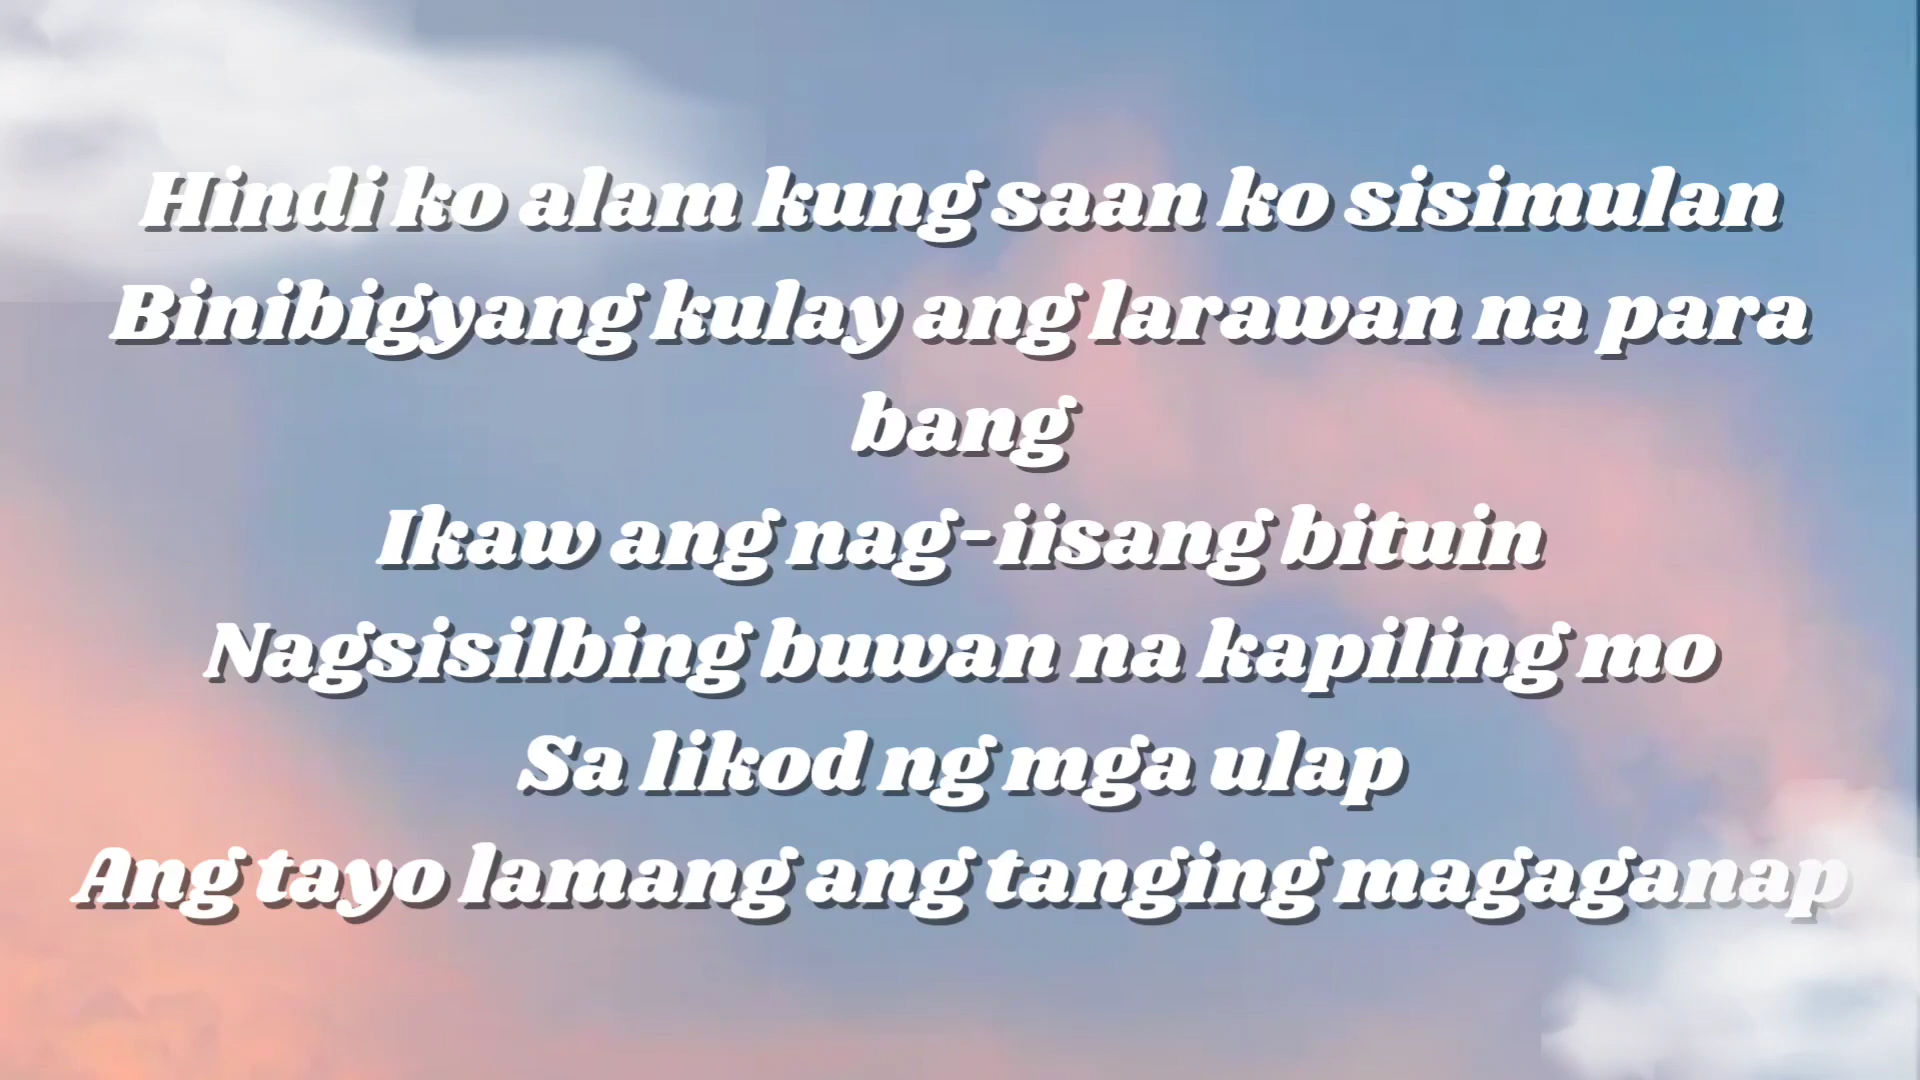 Hindi ko alam kung saan ko sisimulan
Binibigyang kulay ang larawan na para
bang
Ikaw ang nag-iisang bituin
Nagsisilbing buwan na kapiling mo
Sa likod ng mga ulap
Ang tayo lamang ang tanging magaganap